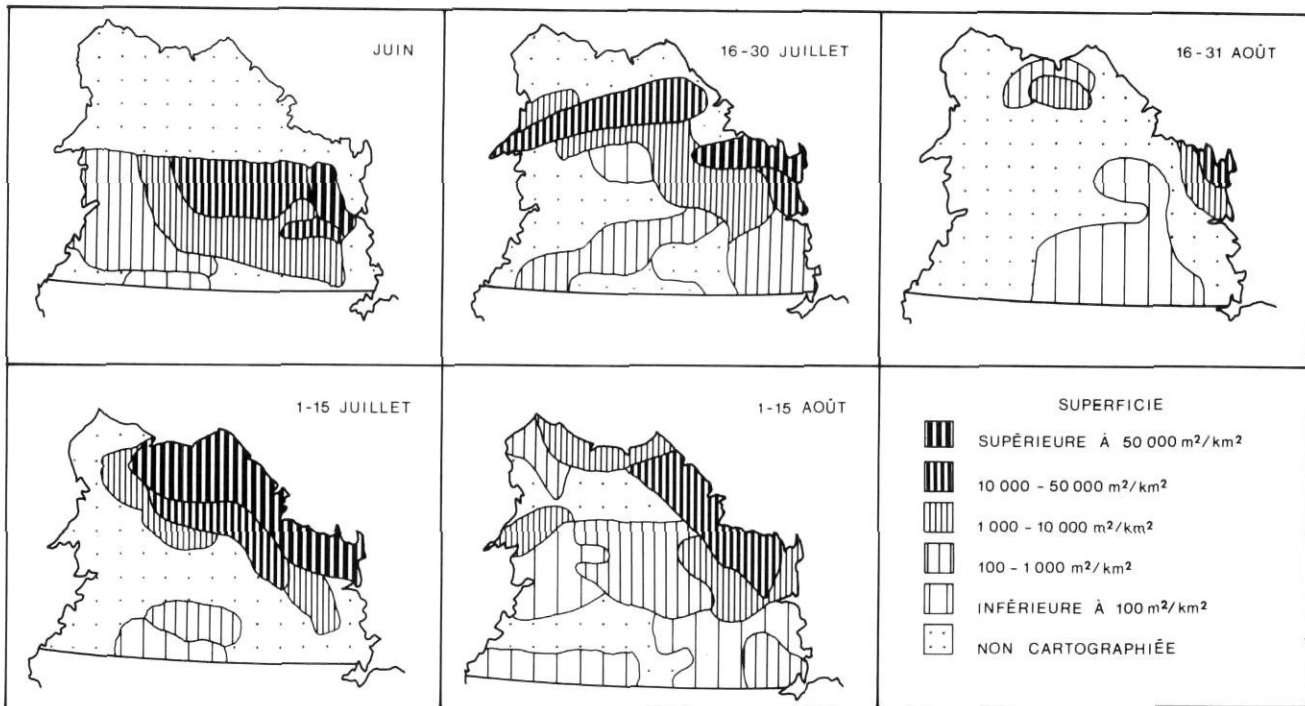 JUIN
16-30 JUILLET
16-31 AOÛT
1-15 JUILLET
1-15 AOÛT
SUPERFICIE
SUPÉRIEURE À 50 000 m²/km²
10 000 - 50 000 m²/km²
1 000 - 10 000 m²/km²
100 - 1 000 m²/km²
INFÉRIEURE À 100 m²/km²
NON CARTOGRAPHIÉE